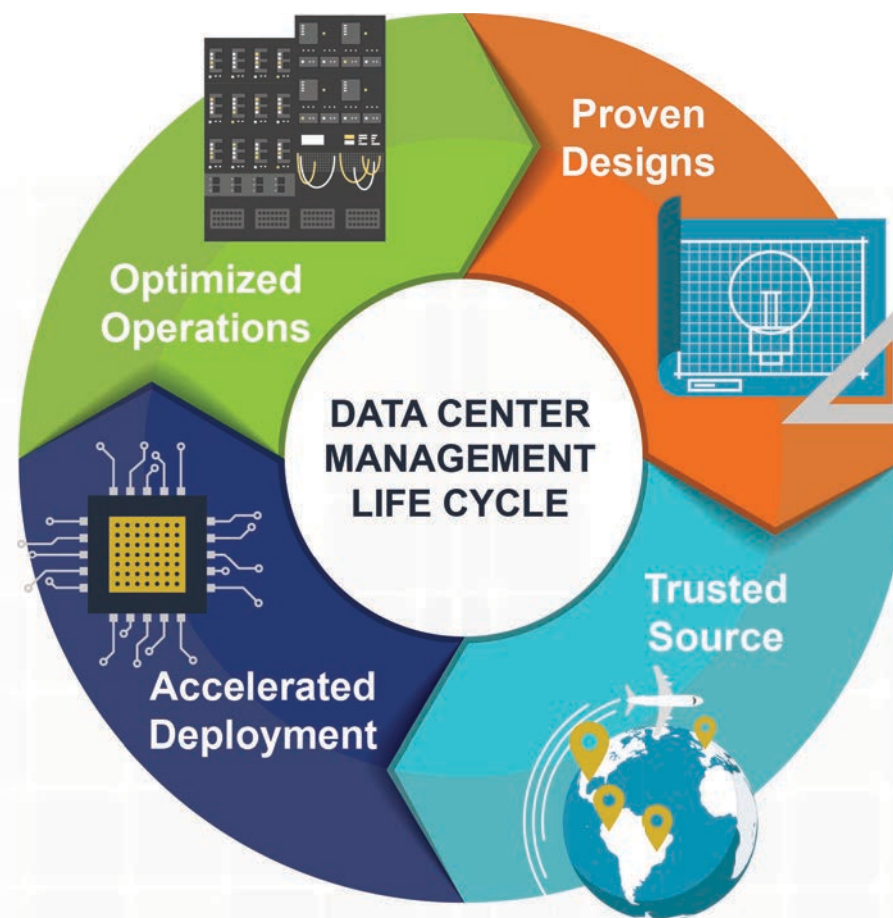 Proven
Designs
Optimized
Operations
DATA CENTER
MANAGEMENT
LIFE CYCLE
Trusted
Source
Accelerated
Deployment